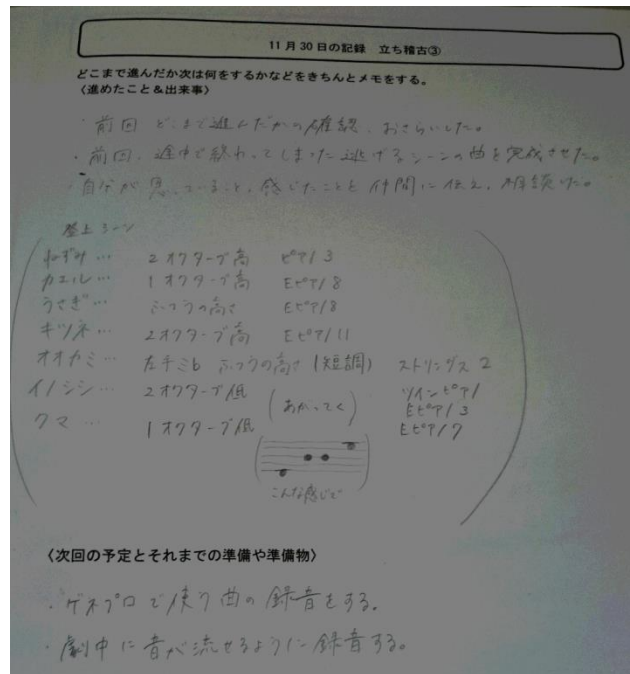 11月30日の記録 立ち稽古③
どこまで進んだか次は何をするかなどをきちんとメモをする。
〈進めたこと＆出来事〉
・前回 どこまで進んだかの確認、おさらいした。
・前回、途中で終わってしまった逃げるシーンの曲を完成させた。
・自分が思っていること、感じたことを仲間に伝え、相談した。
登上シーン
ねずみ… 2オクターブ高 ピアノ3
カエル… 1オクターブ高 Eピアノ8
うさぎ… ふつうの高さ Eピアノ8
キツネ… 2オクターブ高 Eピアノ11
オオカミ… 左手ミb ふつうの高さ(短調) ストリングス2
イノシシ… 2オクターブ低 (あがってく) ツインピアノ
Eピアノ3
クマ… 1オクターブ低 Eピアノ7
こんな感じで
〈次回の予定とそれまでの準備や準備物〉
・ゲネプロで使う曲の録音をする。
・劇中に音が流せるように録音する。